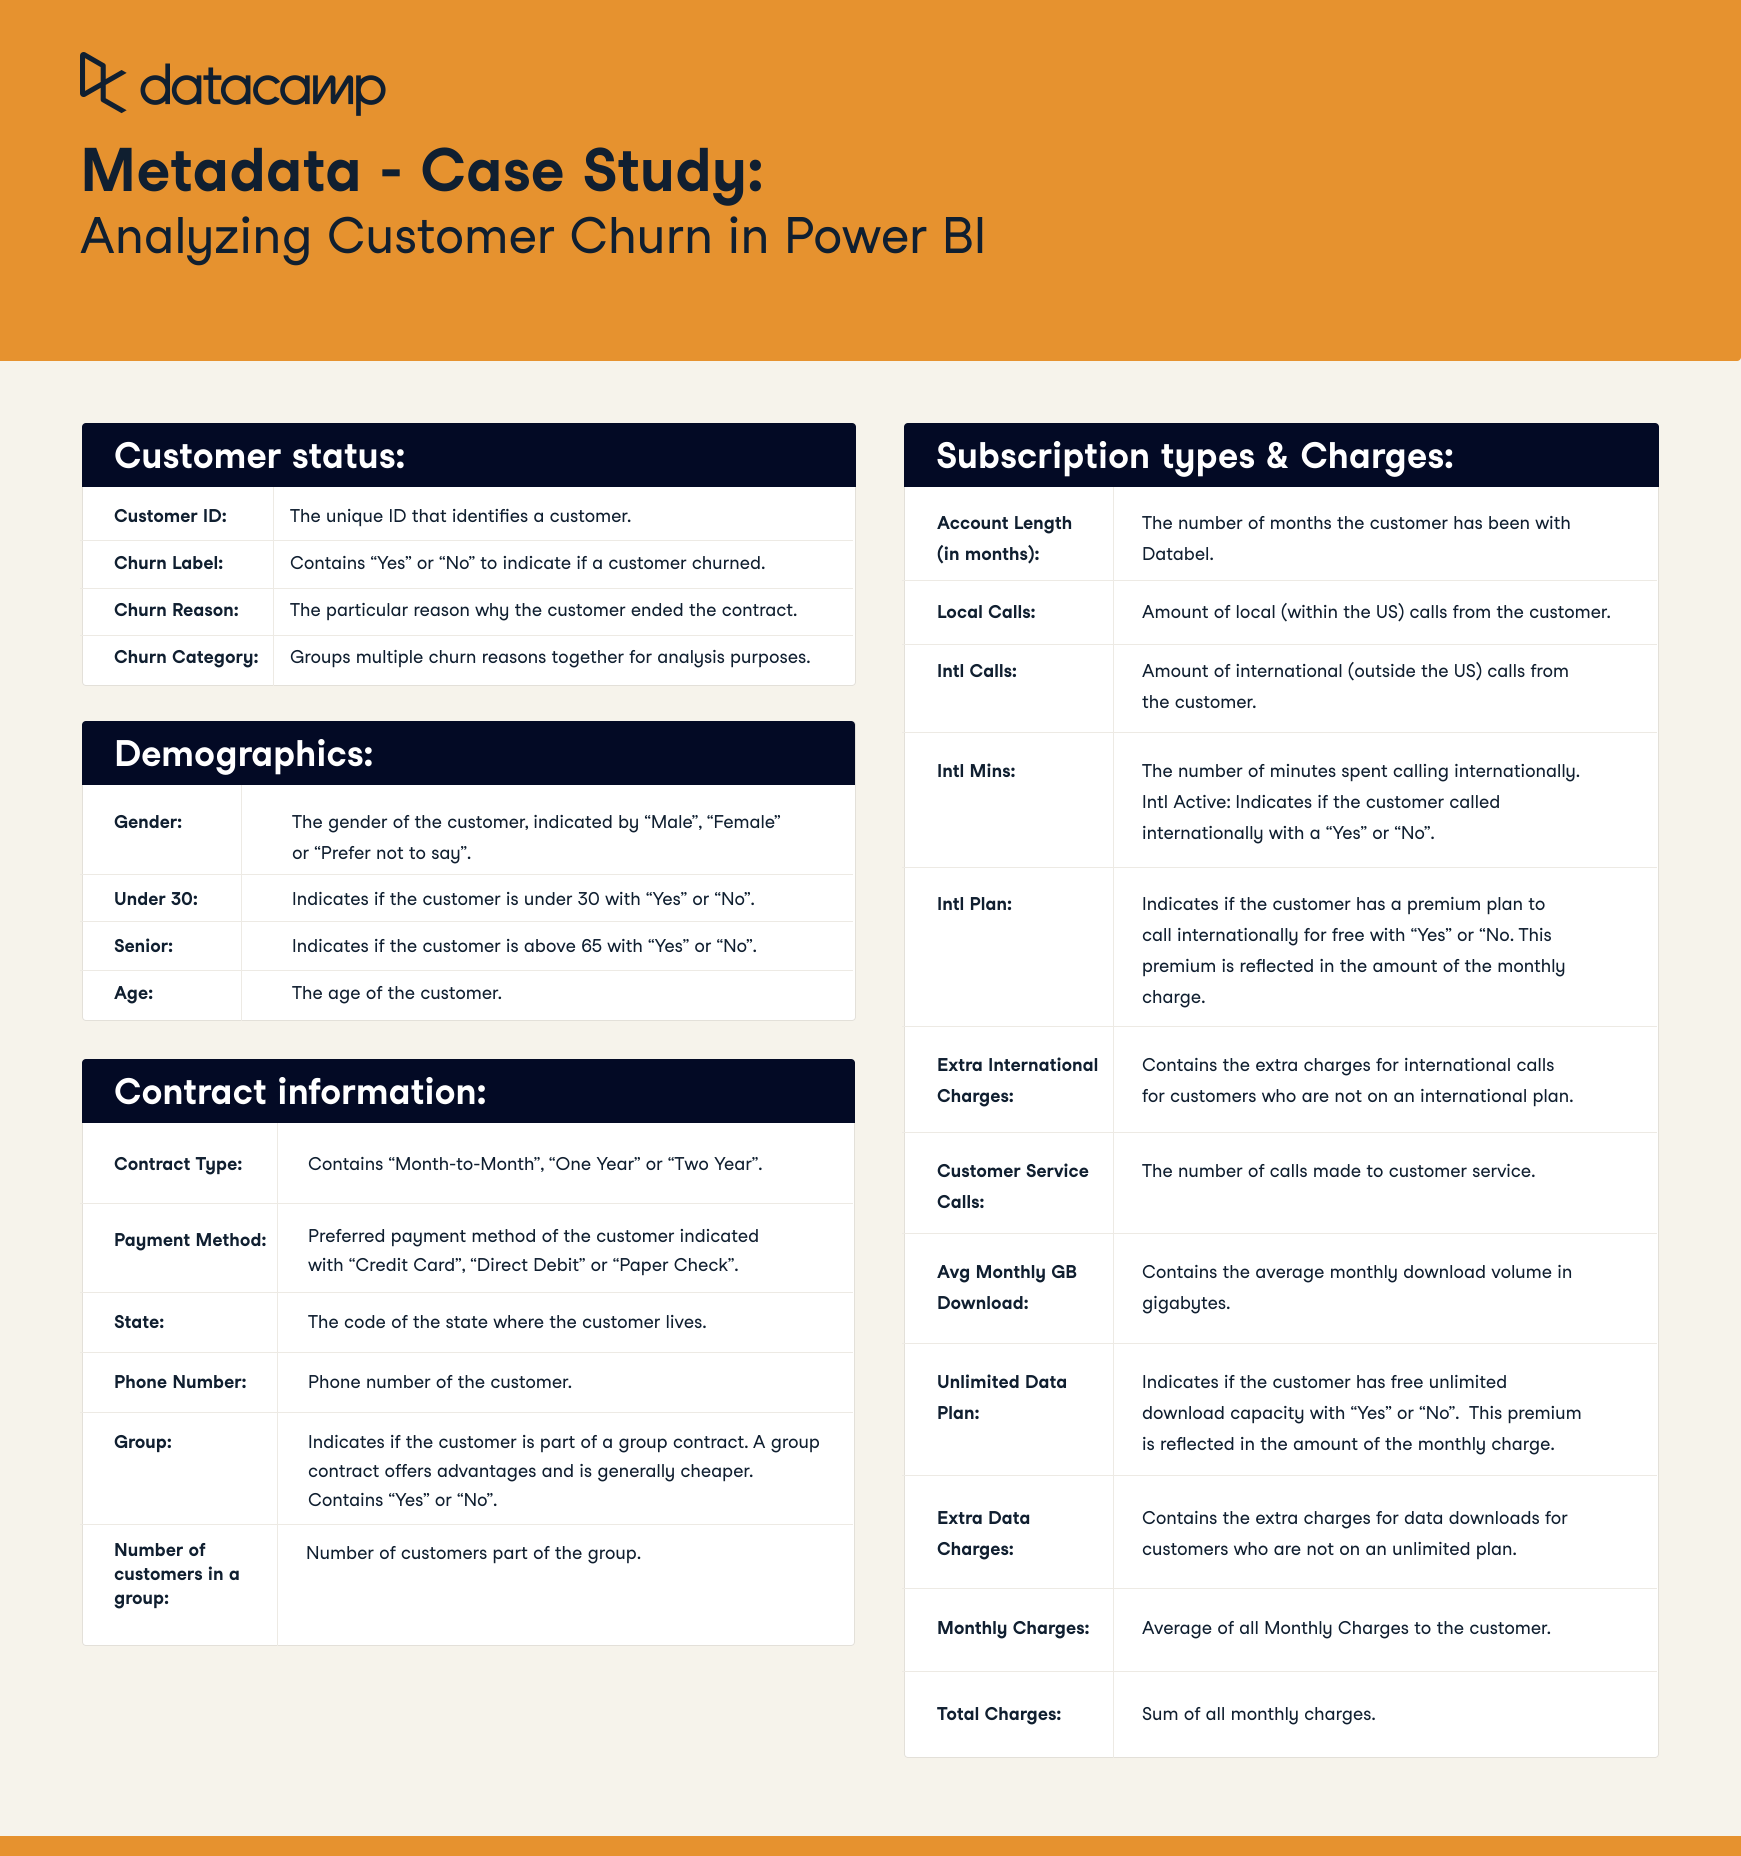 datacamp
Metadata - Case Study:
Analyzing Customer Churn in Power BI
Customer status:
Customer ID: The unique ID that identifies a customer.
Churn Label: Contains “Yes” or “No” to indicate if a customer churned.
Churn Reason: The particular reason why the customer ended the contract.
Churn Category: Groups multiple churn reasons together for analysis purposes.
Demographics:
Gender: The gender of the customer, indicated by “Male”, “Female”
or “Prefer not to say”.
Under 30: Indicates if the customer is under 30 with “Yes” or “No”.
Senior: Indicates if the customer is above 65 with “Yes” or “No”.
Age: The age of the customer.
Contract information:
Contract Type: Contains “Month-to-Month”, “One Year” or “Two Year”.
Payment Method: Preferred payment method of the customer indicated
with “Credit Card”, “Direct Debit” or “Paper Check”.
State: The code of the state where the customer lives.
Phone Number: Phone number of the customer.
Group: Indicates if the customer is part of a group contract. A group
contract offers advantages and is generally cheaper.
Contains “Yes” or “No”.
Number of
customers in a
group:
Number of customers part of the group.
Subscription types & Charges:
Account Length
(in months):
The number of months the customer has been with
Databel.
Local Calls: Amount of local (within the US) calls from the customer.
Intl Calls: Amount of international (outside the US) calls from
the customer.
Intl Mins: The number of minutes spent calling internationally.
Intl Active: Indicates if the customer called
internationally with a “Yes” or “No”.
Intl Plan: Indicates if the customer has a premium plan to
call internationally for free with “Yes” or “No. This
premium is reflected in the amount of the monthly
charge.
Extra International
Charges:
Contains the extra charges for international calls
for customers who are not on an international plan.
Customer Service
Calls:
The number of calls made to customer service.
Avg Monthly GB
Download:
Contains the average monthly download volume in
gigabytes.
Unlimited Data
Plan:
Indicates if the customer has free unlimited
download capacity with “Yes” or “No”.  This premium
is reflected in the amount of the monthly charge.
Extra Data
Charges:
Contains the extra charges for data downloads for
customers who are not on an unlimited plan.
Monthly Charges: Average of all Monthly Charges to the customer.
Total Charges: Sum of all monthly charges.